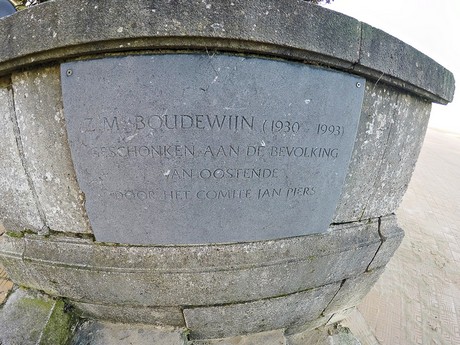 Z.M. BOUDEWIJN (1930 - 1993)
GESCHONKEN AAN DE BEVOLKING
VAN OOSTENDE
DOOR HET COMITE JAN PIERS